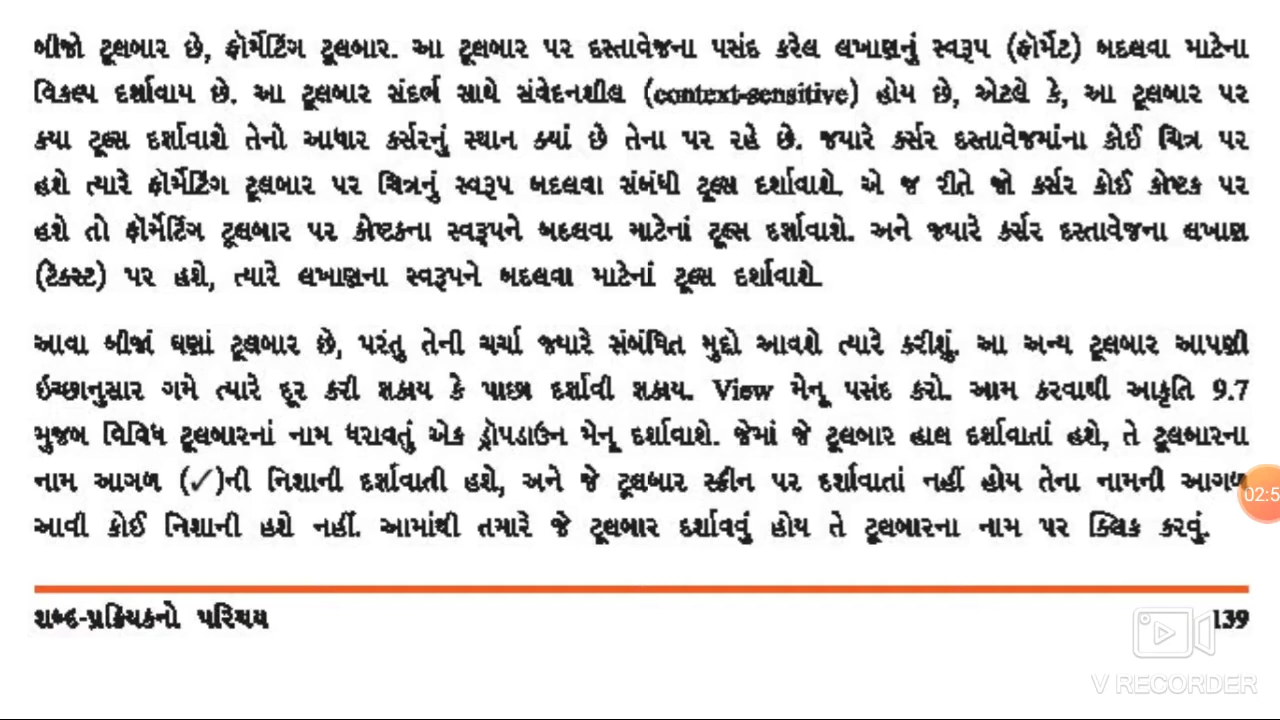 બીજો ટૂલબાર છે, ફૉર્મેટિંગ ટૂલબાર. આ ટૂલબાર પર દસ્તાવેજના પસંદ કરેલ લખાણનું સ્વરૂપ (ફૉર્મેટ) બદલવા માટેના
વિકલ્પ દર્શાવાય છે. આ ટૂલબાર સંદર્ભ સાથે સંવેદનશીલ (context-sensitive) હોય છે, એટલે કે, આ ટૂલબાર પર
ક્યા ટૂલ્સ દર્શાવાશે તેનો આધાર કર્સરનું સ્થાન ક્યાં છે તેના પર રહે છે. જ્યારે કર્સર દસ્તાવેજમાંના કોઈ ચિત્ર પર
હશે ત્યારે ફૉર્મેટિંગ ટૂલબાર પર ચિત્રનું સ્વરૂપ બદલવા સંબંધી ટૂલ્સ દર્શાવાશે. એ જ રીતે જો કર્સર કોઈ કોષ્ટક પર
હશે તો ફૉર્મેટિંગ ટૂલબાર પર કોષ્ટકના સ્વરૂપને બદલવા માટેનાં ટૂલ્સ દર્શાવાશે. અને જ્યારે કર્સર દસ્તાવેજના લખાણ
(ટેક્સ્ટ) પર હશે, ત્યારે લખાણના સ્વરૂપને બદલવા માટેનાં ટૂલ્સ દર્શાવાશે.
આવા બીજાં ઘણાં ટૂલબાર છે, પરંતુ તેની ચર્ચા જ્યારે સંબંધિત મુદ્દો આવશે ત્યારે કરીશું. આ અન્ય ટૂલબાર આપણી
ઈચ્છાનુસાર ગમે ત્યારે દૂર કરી શકાય કે પાછા દર્શાવી શકાય. View મેનૂ પસંદ કરો. આમ કરવાથી આકૃતિ 9.7
મુજબ વિવિધ ટૂલબારનાં નામ ધરાવતું એક ડ્રૉપડાઉન મેનૂ દર્શાવાશે. જેમાં જે ટૂલબાર હાલ દર્શાવાતાં હશે, તે ટૂલબારના
નામ આગળ (✓)ની નિશાની દર્શાવાતી હશે, અને જે ટૂલબાર સ્ક્રીન પર દર્શાવાતાં નહીં હોય તેના નામની આગળ
આવી કોઈ નિશાની હશે નહીં. આમાંથી તમારે જે ટૂલબાર દર્શાવવું હોય તે ટૂલબારના નામ પર ક્લિક કરવું.
02:5
શબ્દ-પ્રક્રિયકનો પરિચય 139
V RECORDER